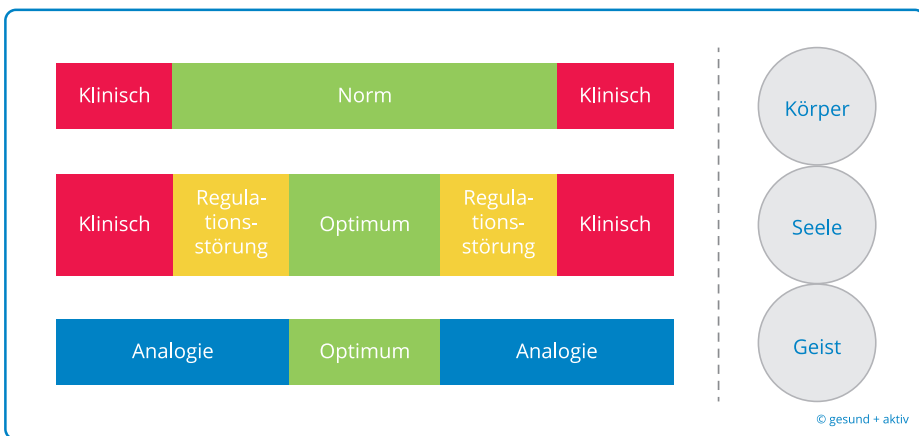 Klinisch Norm Klinisch
Körper
Klinisch
Regula-
tions-
störung
Optimum
Regula-
tions-
störung
Klinisch
Seele
Analogie Optimum Analogie
Geist
© gesund + aktiv